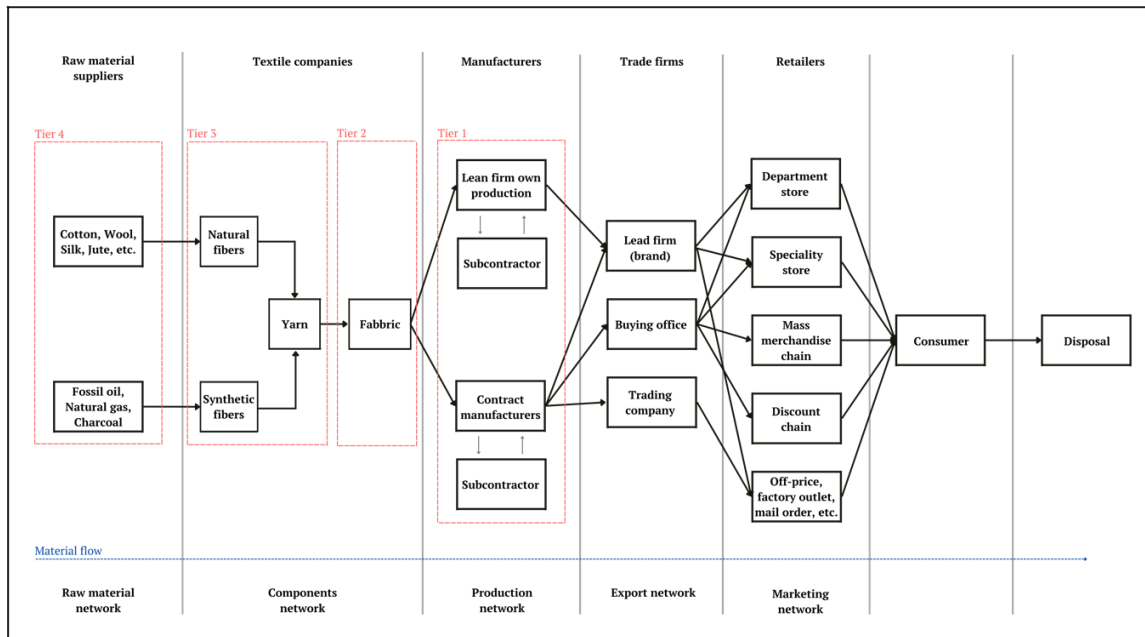 Raw material
suppliers
Textile companies
Manufacturers
Trade firms
Retailers
Tier 4
Tier 3
Tier 2
Tier 1
Cotton, Wool,
Silk, Jute, etc.
Natural
fibers
Yarn
Fabbric
Lean firm own
production
Subcontractor
Lead firm
(brand)
Department
store
Speciality
store
Buying office
Mass
merchandise
chain
Consumer
Disposal
Fossil oil,
Natural gas,
Charcoal
Synthetic
fibers
Contract
manufacturers
Subcontractor
Trading
company
Discount
chain
Off-price,
factory outlet,
mail order, etc.
Material flow
Raw material
network
Components
network
Production
network
Export network
Marketing
network